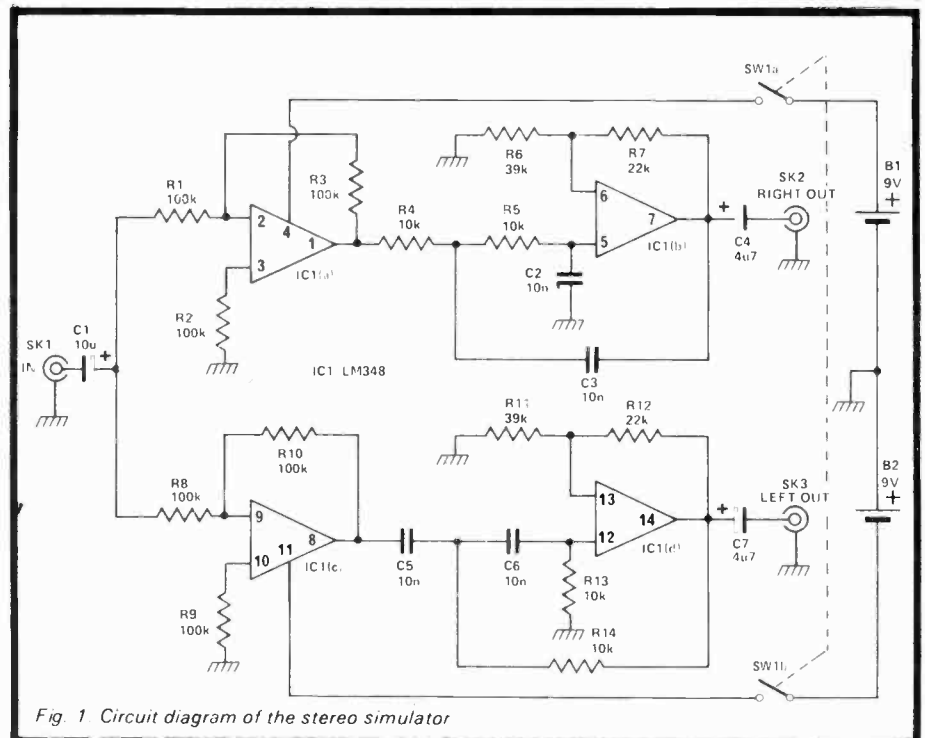 SW1a
R6
39k
R7
22k
B1
9V
+
SK2
RIGHT OUT
R1
100k
R3
100k
R4
10k
R5
10k
2
4
1
3
IC1(a)
6
7
5
IC1(b)
+
C4
4u7
C2
10n
R2
100k
SK1
IN
C1
10u
+
IC1 LM348
C3
10n
R11
39k
R12
22k
R10
100k
B2
9V
+
SK3
LEFT OUT
R8
100k
9
8
10
11
IC1(c)
13
14
12
IC1(d)
+
C7
4u7
C5
10n
C6
10n
R13
10k
R9
100k
R14
10k
SW1b
Fig. 1. Circuit diagram of the stereo simulator